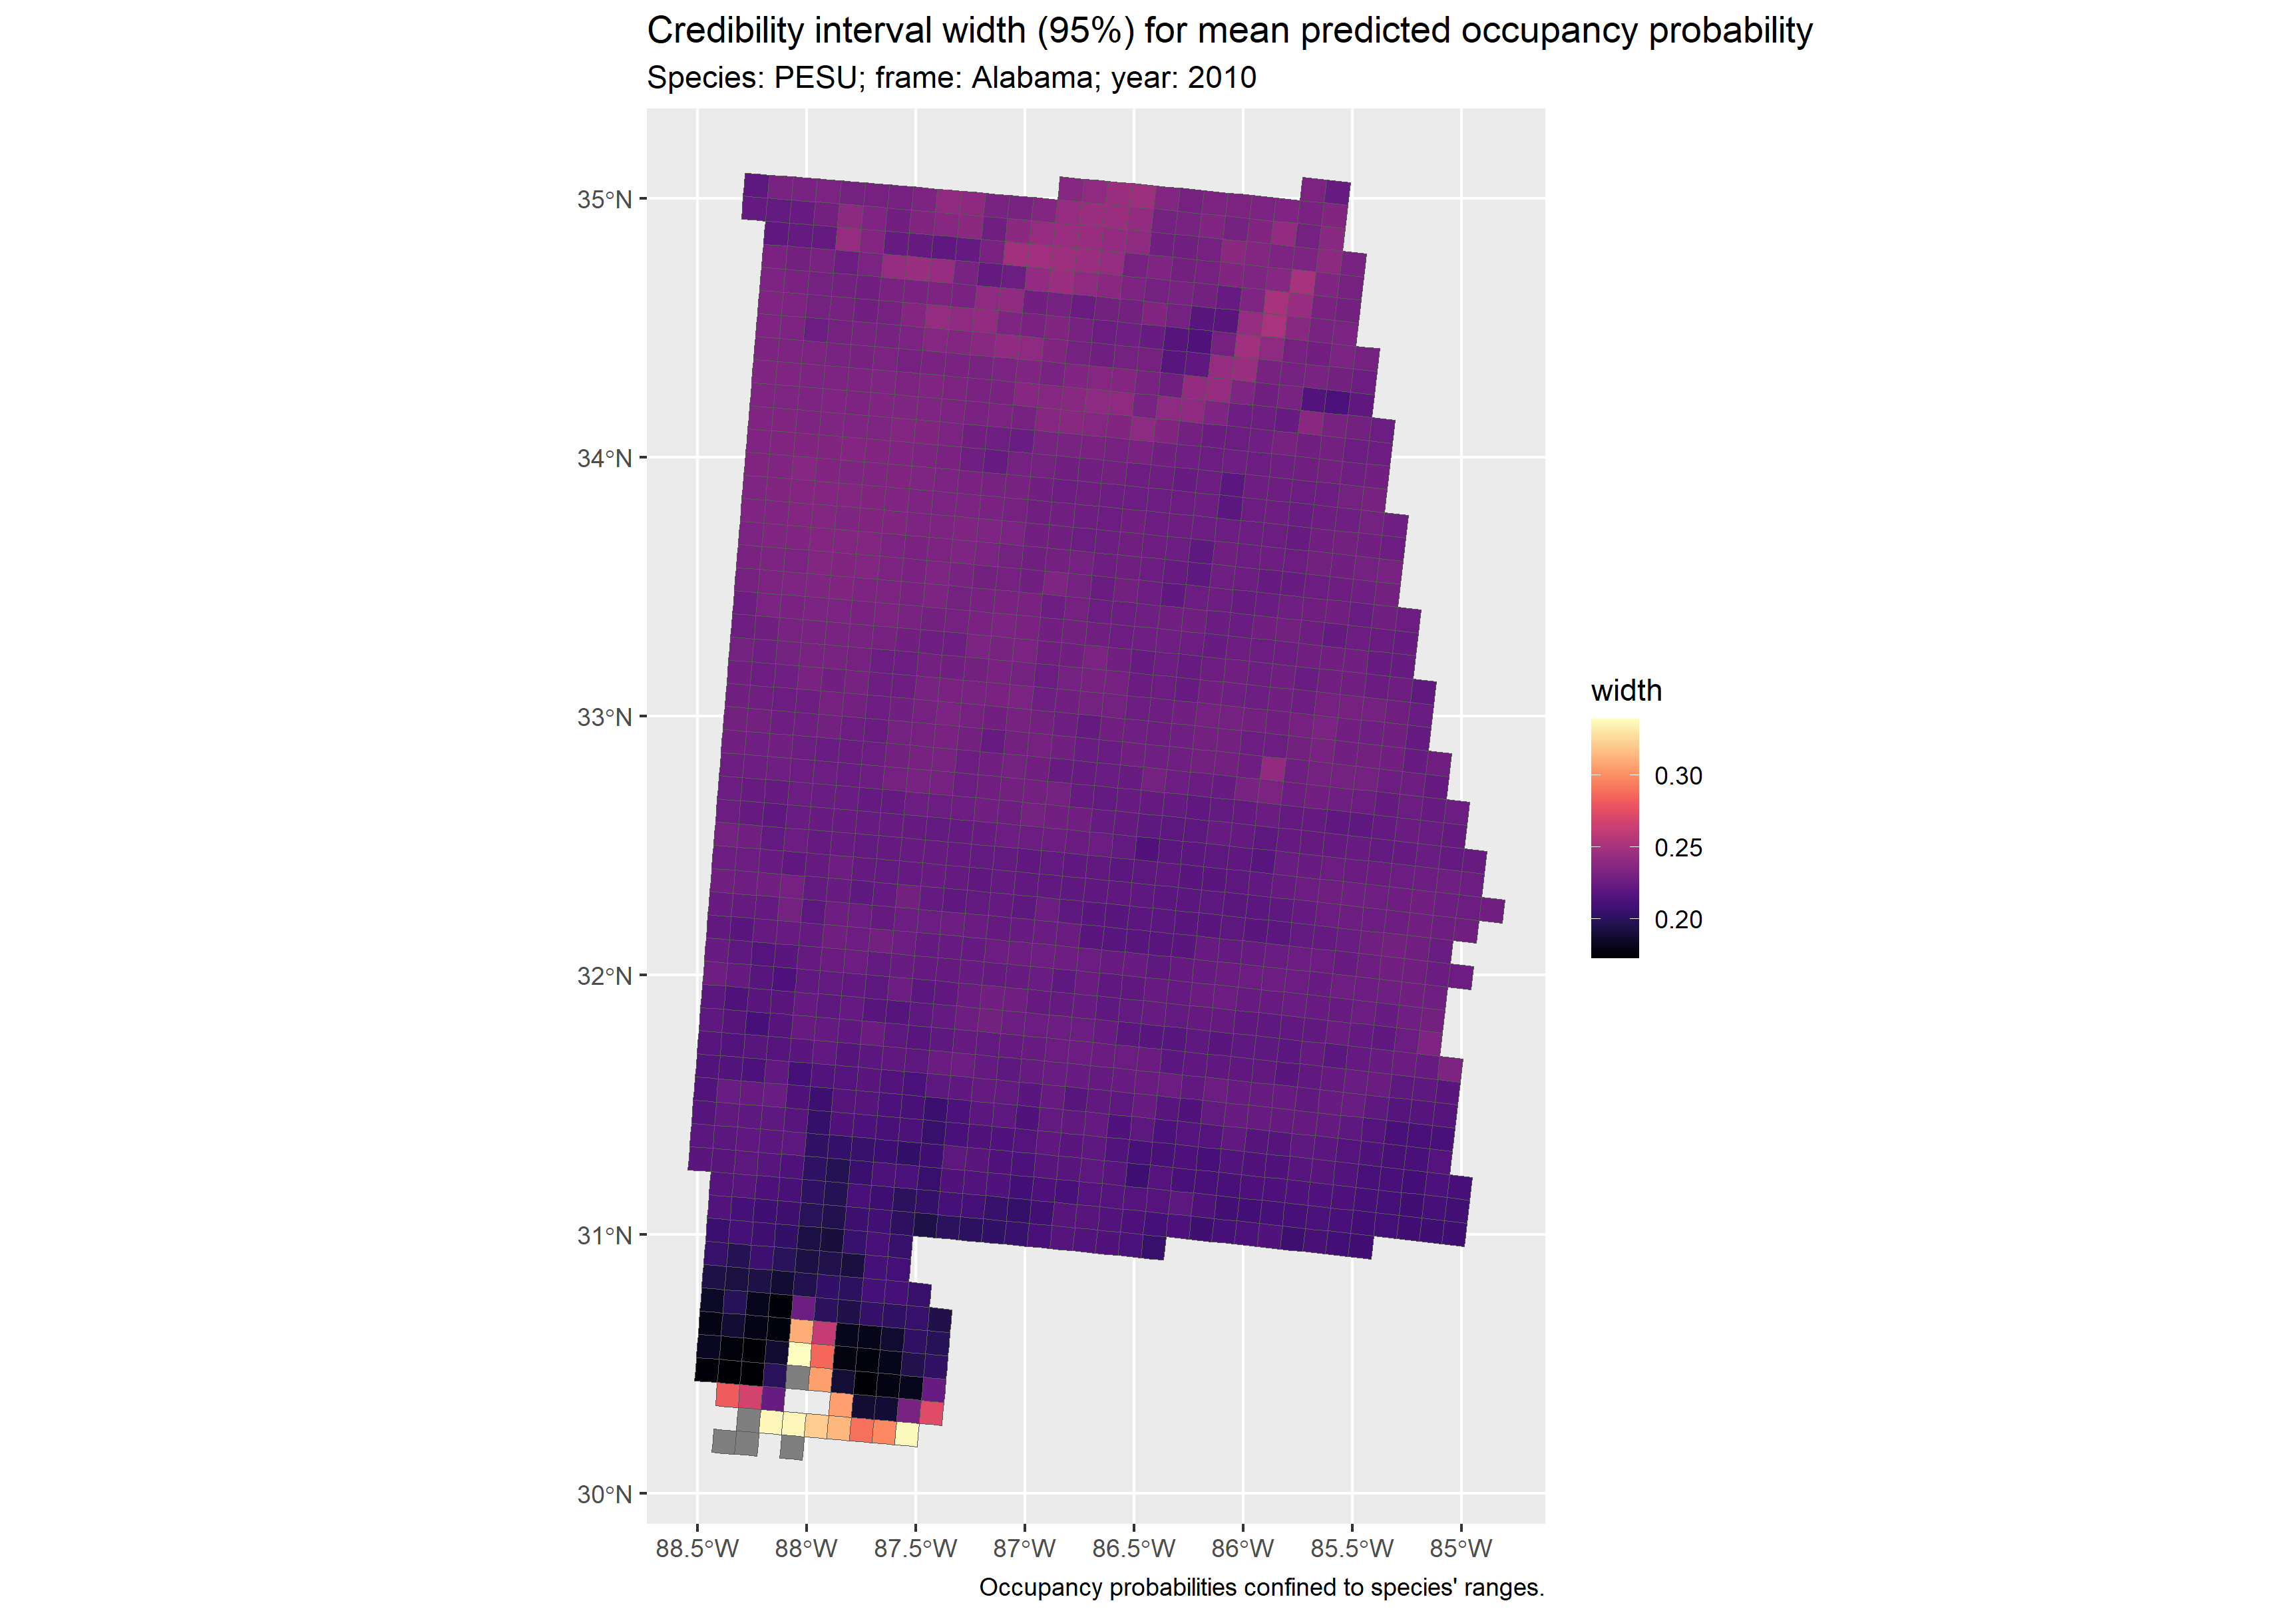 Credibility interval width (95%) for mean predicted occupancy probability
Species: PESU; frame: Alabama; year: 2010
35°N
34°N
33°N
32°N
31°N
30°N
width
0.30
0.25
0.20
88.5°W 88°W 87.5°W 87°W 86.5°W 86°W 85.5°W 85°W
Occupancy probabilities confined to species' ranges.